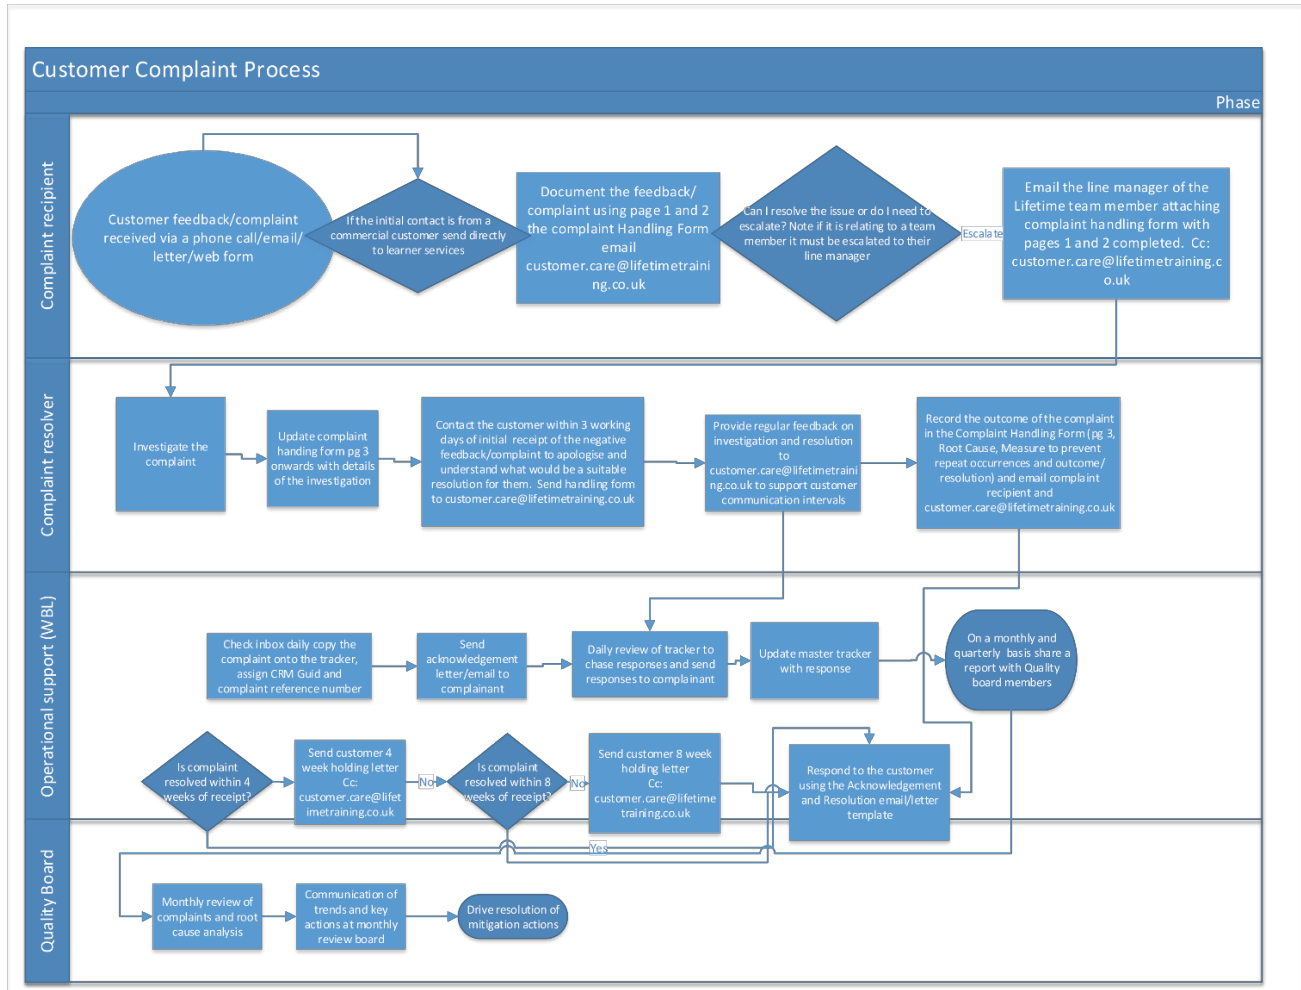 Customer Complaint Process
Phase
Complaint recipient
Customer feedback/complaint
received via a phone call/email/
letter/web form
If the initial contact is from a
commercial customer send directly
to learner services
Document the feedback/
complaint using page 1 and 2
the complaint Handling Form
email
customer.care@lifetimetraini
ng.co.uk
Can I resolve the issue or do I need to
escalate? Note if it is relating to a team
member it must be escalated to their
line manager
Escalate
Email the line manager of the
Lifetime team member attaching
complaint handling form with
pages 1 and 2 completed.  Cc:
customer.care@lifetimetraining.c
o.uk
Complaint resolver
Investigate the
complaint
Update complaint
handing form pg 3
onwards with details
of the investigation
Contact the customer within 3 working
days of initial  receipt of the negative
feedback/complaint to apologise and
understand what would be a suitable
resolution for them.  Send handling form
to customer.care@lifetimetraining.co.uk
Provide regular feedback on
investigation and resolution
to
customer.care@lifetimetraini
ng.co.uk to support customer
communication intervals
Record the outcome of the complaint
in the Complaint Handling Form (pg 3,
Root Cause, Measure to prevent
repeat occurrences and outcome/
resolution) and email complaint
recipient and
customer.care@lifetimetraining.co.uk
Operational support (WBL)
Check inbox daily copy the
complaint onto the tracker,
assign CRM Guid and
complaint reference number
Send
acknowledgement
letter/email to
complainant
Daily review of tracker to
chase responses and send
responses to complainant
Update master tracker
with response
On a monthly and
quarterly  basis share a
report with Quality
board members
Is complaint
resolved within 4
weeks of receipt?
Send customer 4
week holding letter
Cc:
customer.care@lifet
imetraining.co.uk
No
Is complaint
resolved within 8
weeks of receipt?
No
Send customer 8 week
holding letter
Cc:
customer.care@lifetime
training.co.uk
Respond to the customer
using the Acknowledgement
and Resolution email/letter
template
Yes
Quality Board
Monthly review of
complaints and root
cause analysis
Communication of
trends and key
actions at monthly
review board
Drive resolution of
mitigation actions